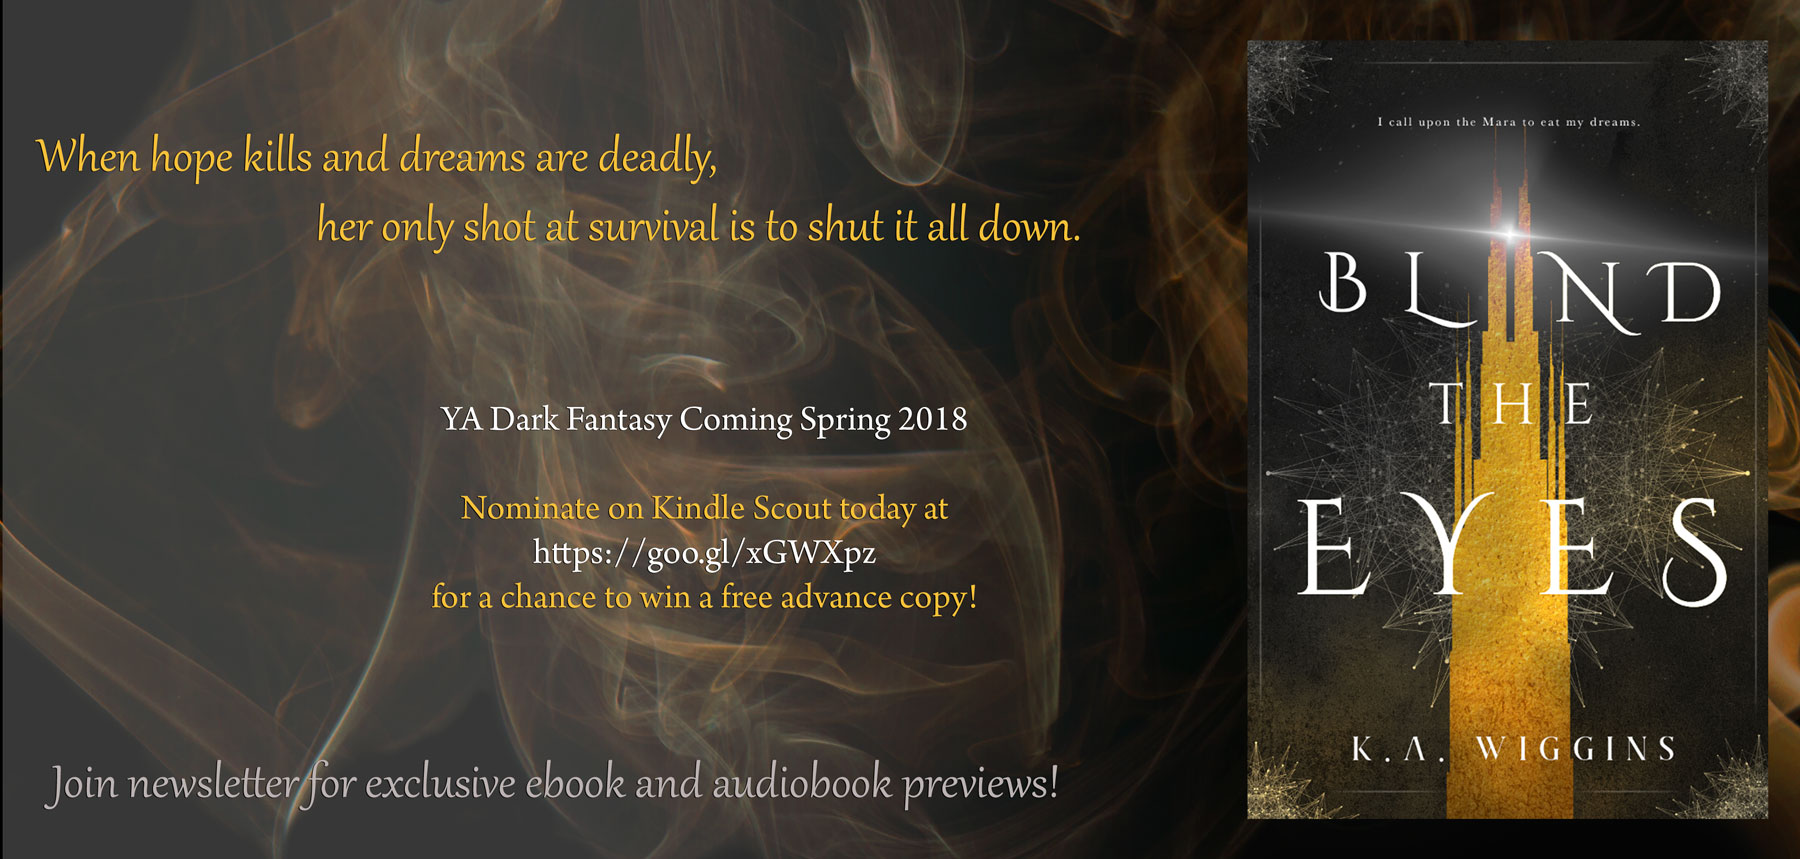 When hope kills and dreams are deadly,
her only shot at survival is to shut it all down.
YA Dark Fantasy Coming Spring 2018
Nominate on Kindle Scout today at
https://goo.gl/xGWXpz
for a chance to win a free advance copy!
Join newsletter for exclusive ebook and audiobook previews!
I call upon the Mara to eat my dreams.
BLIND
THE
EYES
K.A. WIGGINS